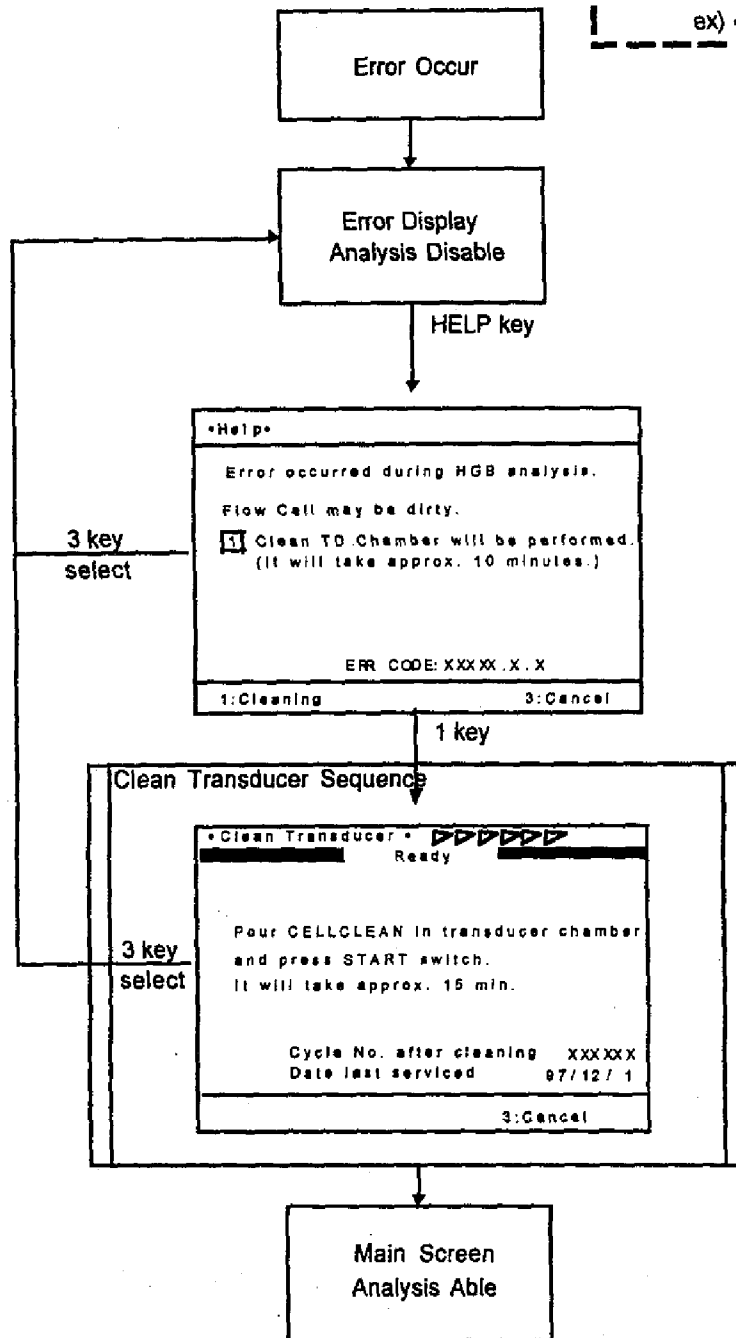 ex)
Error Occur
Error Display
Analysis Disable
HELP key
•Help•
Error occurred during HGB analysis.
Flow Cell may be dirty.
1 Clean TD.Chamber will be performed.
(It will take approx. 10 minutes.)
3 key
select
ERR CODE: XXXXX.X.X
1:Cleaning 3:Cancel
1 key
Clean Transducer Sequence
•Clean Transducer •
Ready
Pour CELLCLEAN in transducer chamber
and press START switch.
It will take approx. 15 min.
3 key
select
Cycle No. after cleaning XXXXXX
Date last serviced 97/12/ 1
3:Cancel
Main Screen
Analysis Able